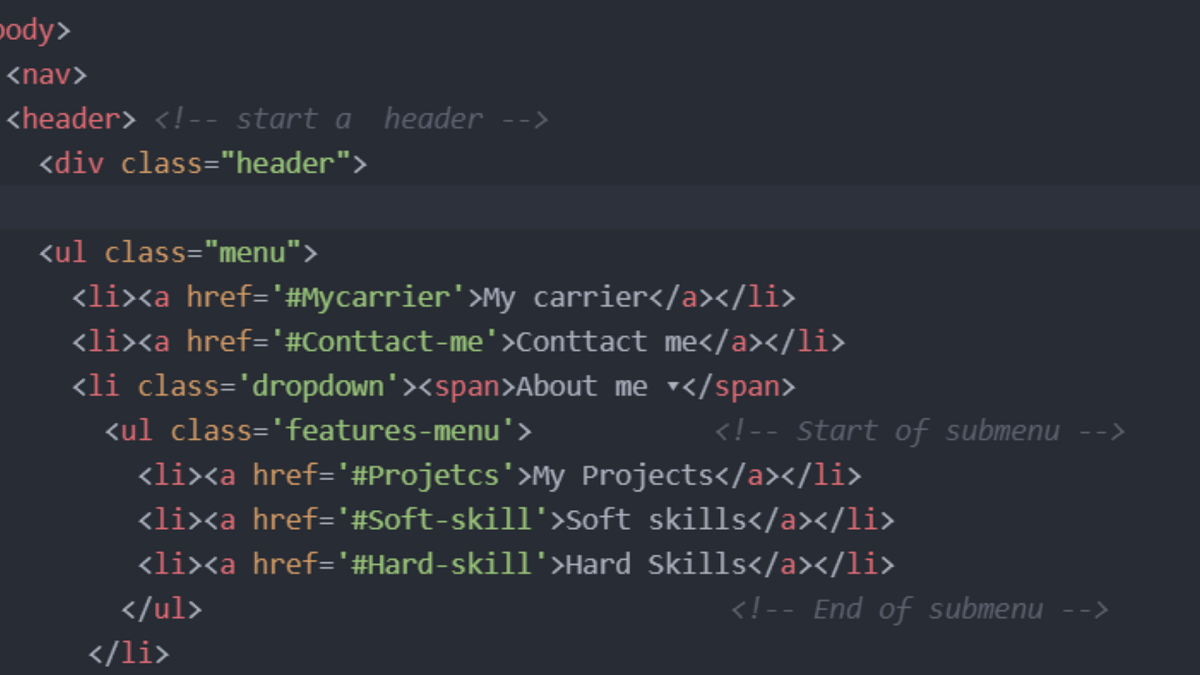 body>
<nav>
<header> <!-- start a  header -->
<div class="header">
<ul class="menu">
<li><a href='#Mycarrier'>My carrier</a></li>
<li><a href='#Conttact-me'>Conttact me</a></li>
<li class='dropdown'><span>About me ▾</span>
<ul class='features-menu'> <!-- Start of submenu -->
<li><a href='#Projetcs'>My Projects</a></li>
<li><a href='#Soft-skill'>Soft skills</a></li>
<li><a href='#Hard-skill'>Hard Skills</a></li>
</ul> <!-- End of submenu -->
</li>